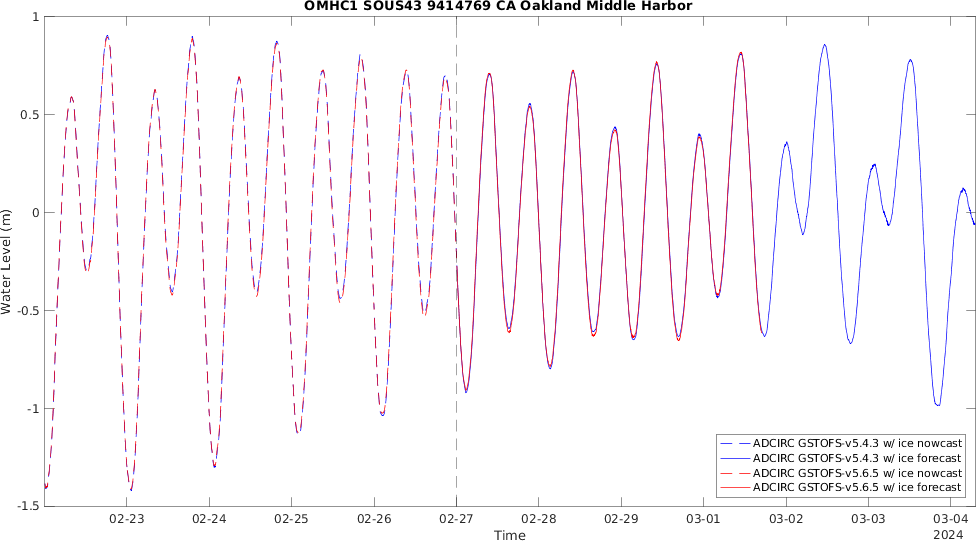 OMHC1 SOUS43 9414769 CA Oakland Middle Harbor
1
0.5
0
-0.5
-1
-1.5
Water Level (m)
02-23
02-24
02-25
02-26
02-27
02-28
02-29
03-01
03-02
03-03
03-04
2024
Time
ADCIRC GSTOFS-v5.4.3 w/ ice nowcast
ADCIRC GSTOFS-v5.4.3 w/ ice forecast
ADCIRC GSTOFS-v5.6.5 w/ ice nowcast
ADCIRC GSTOFS-v5.6.5 w/ ice forecast